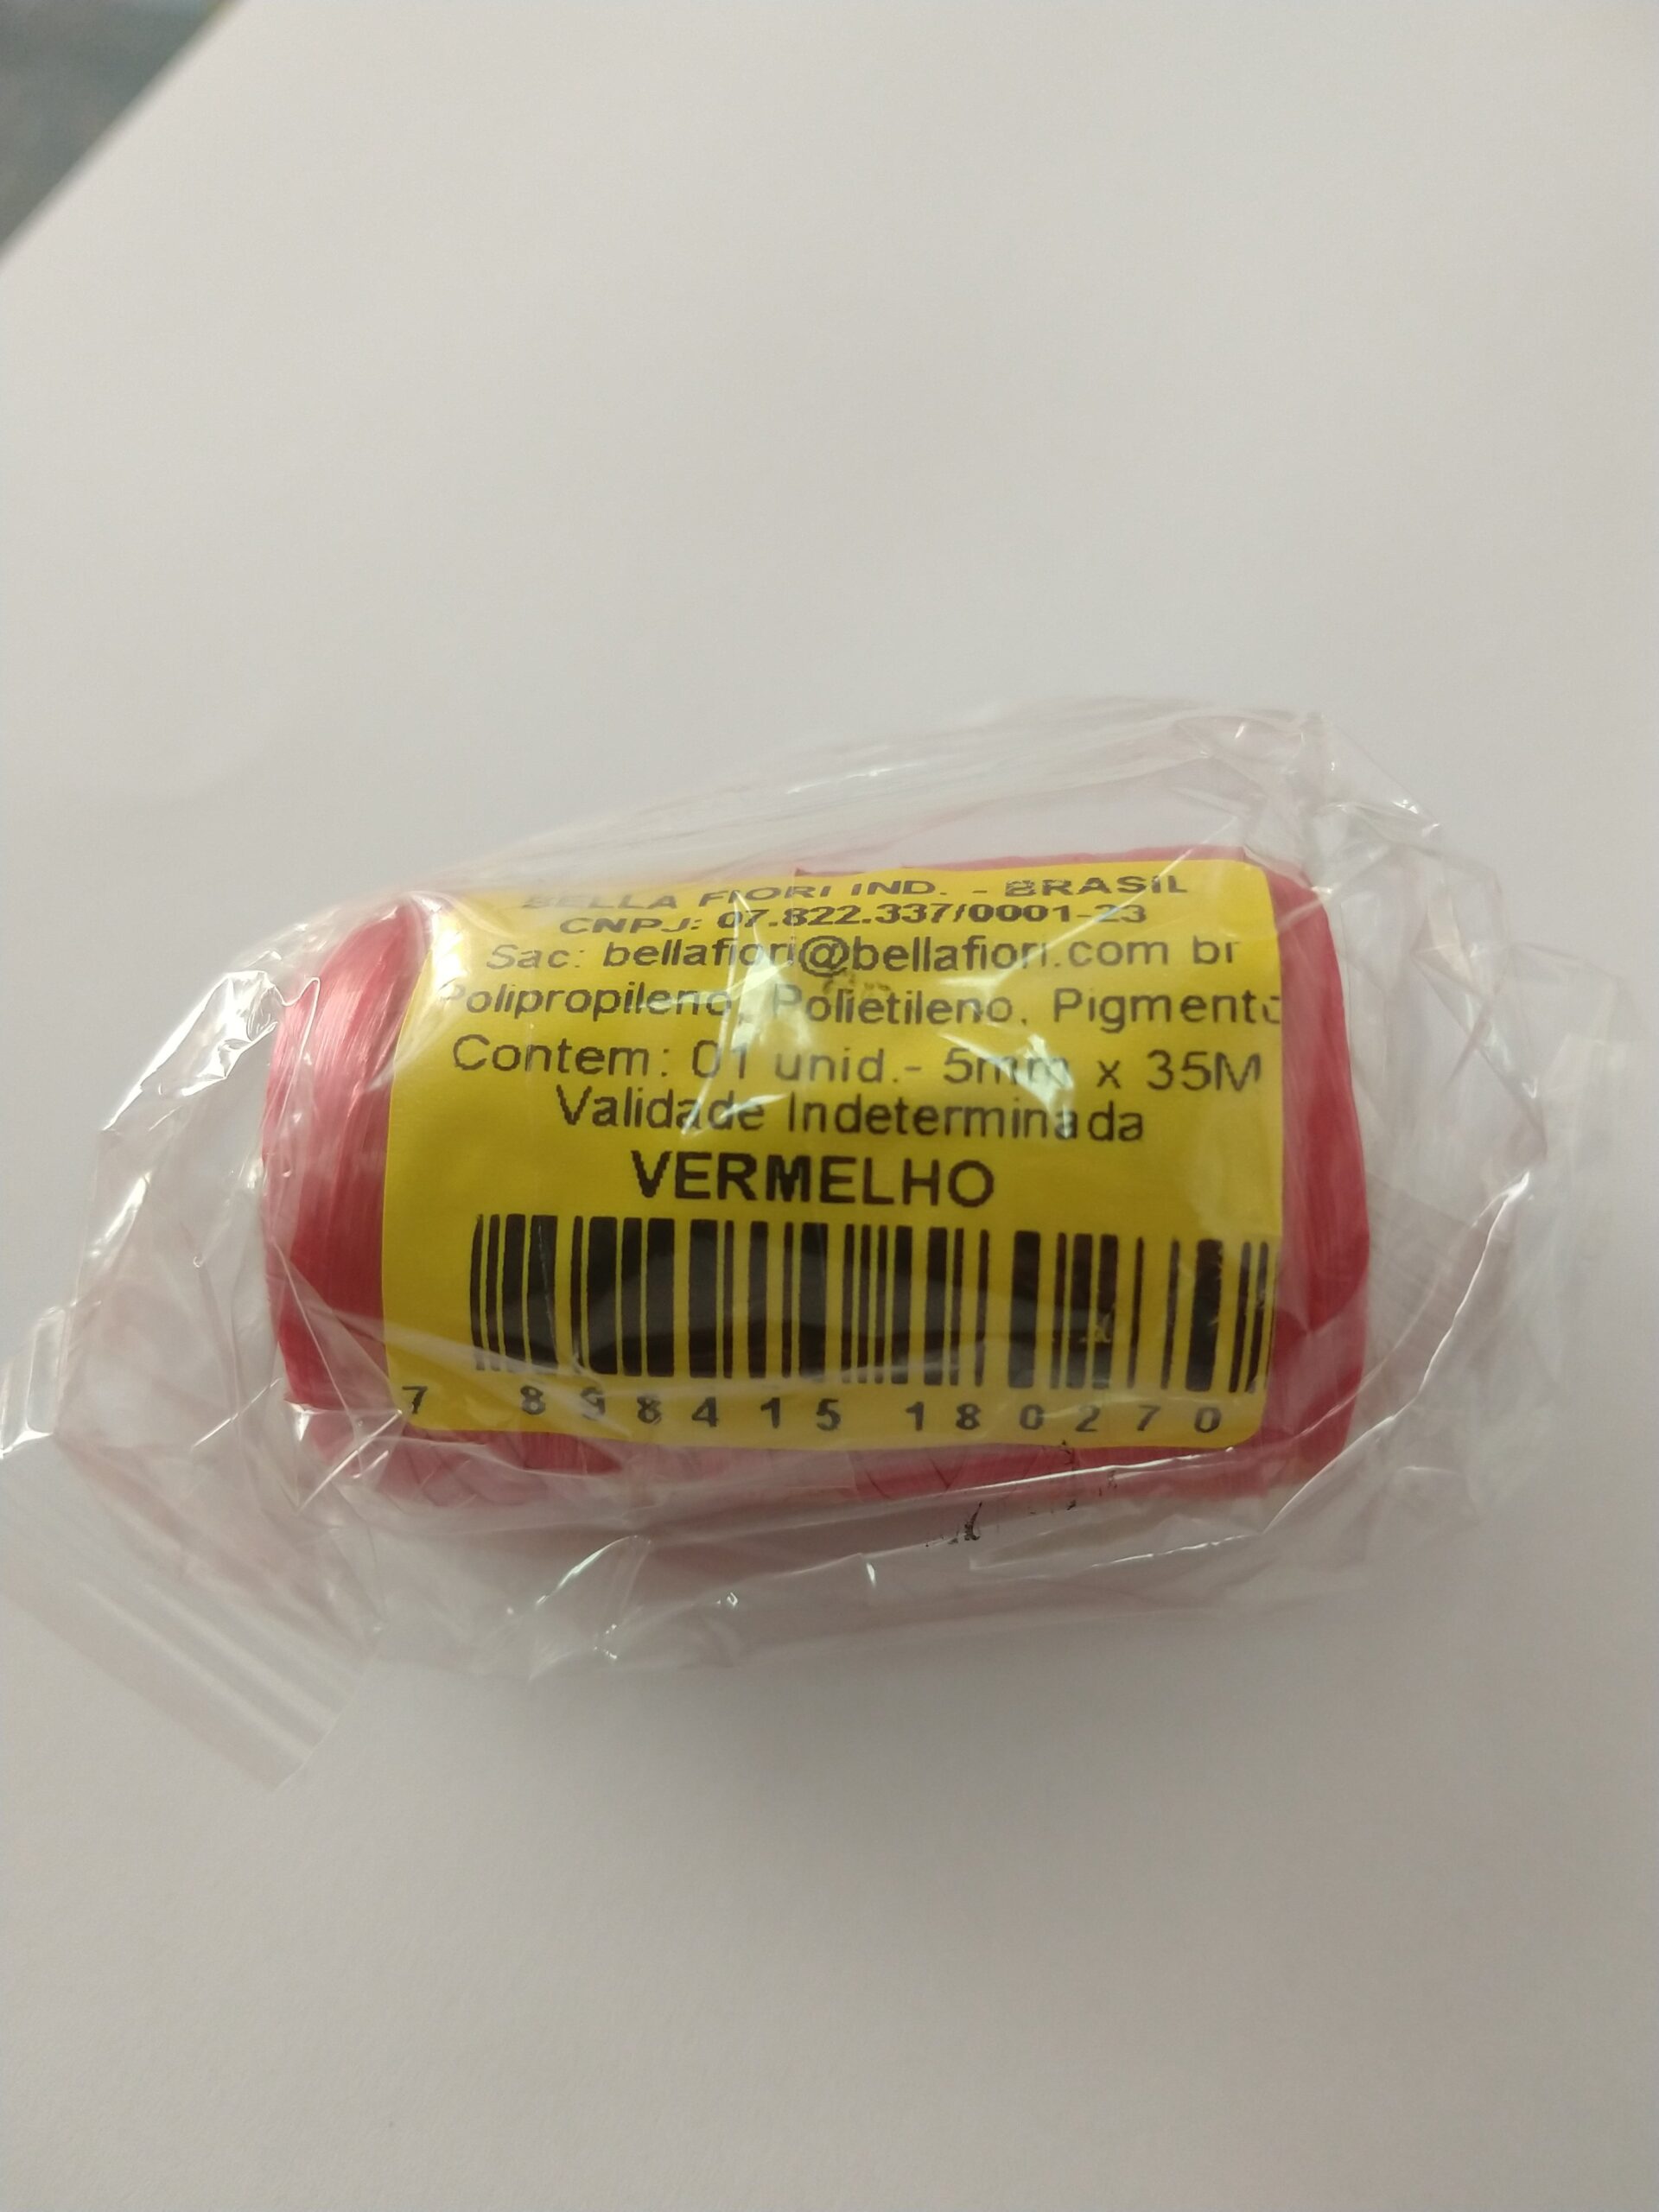 BELLA FIORI IND. - BRASIL
CNPJ: 07.822.337/0001-23
Sac: bellafiori@bellafiori.com br
Polipropileno, Polietileno, Pigmento
Contem: 01 unid.- 5mm x 35M
Validade Indeterminada
VERMELHO
7 898415 180270